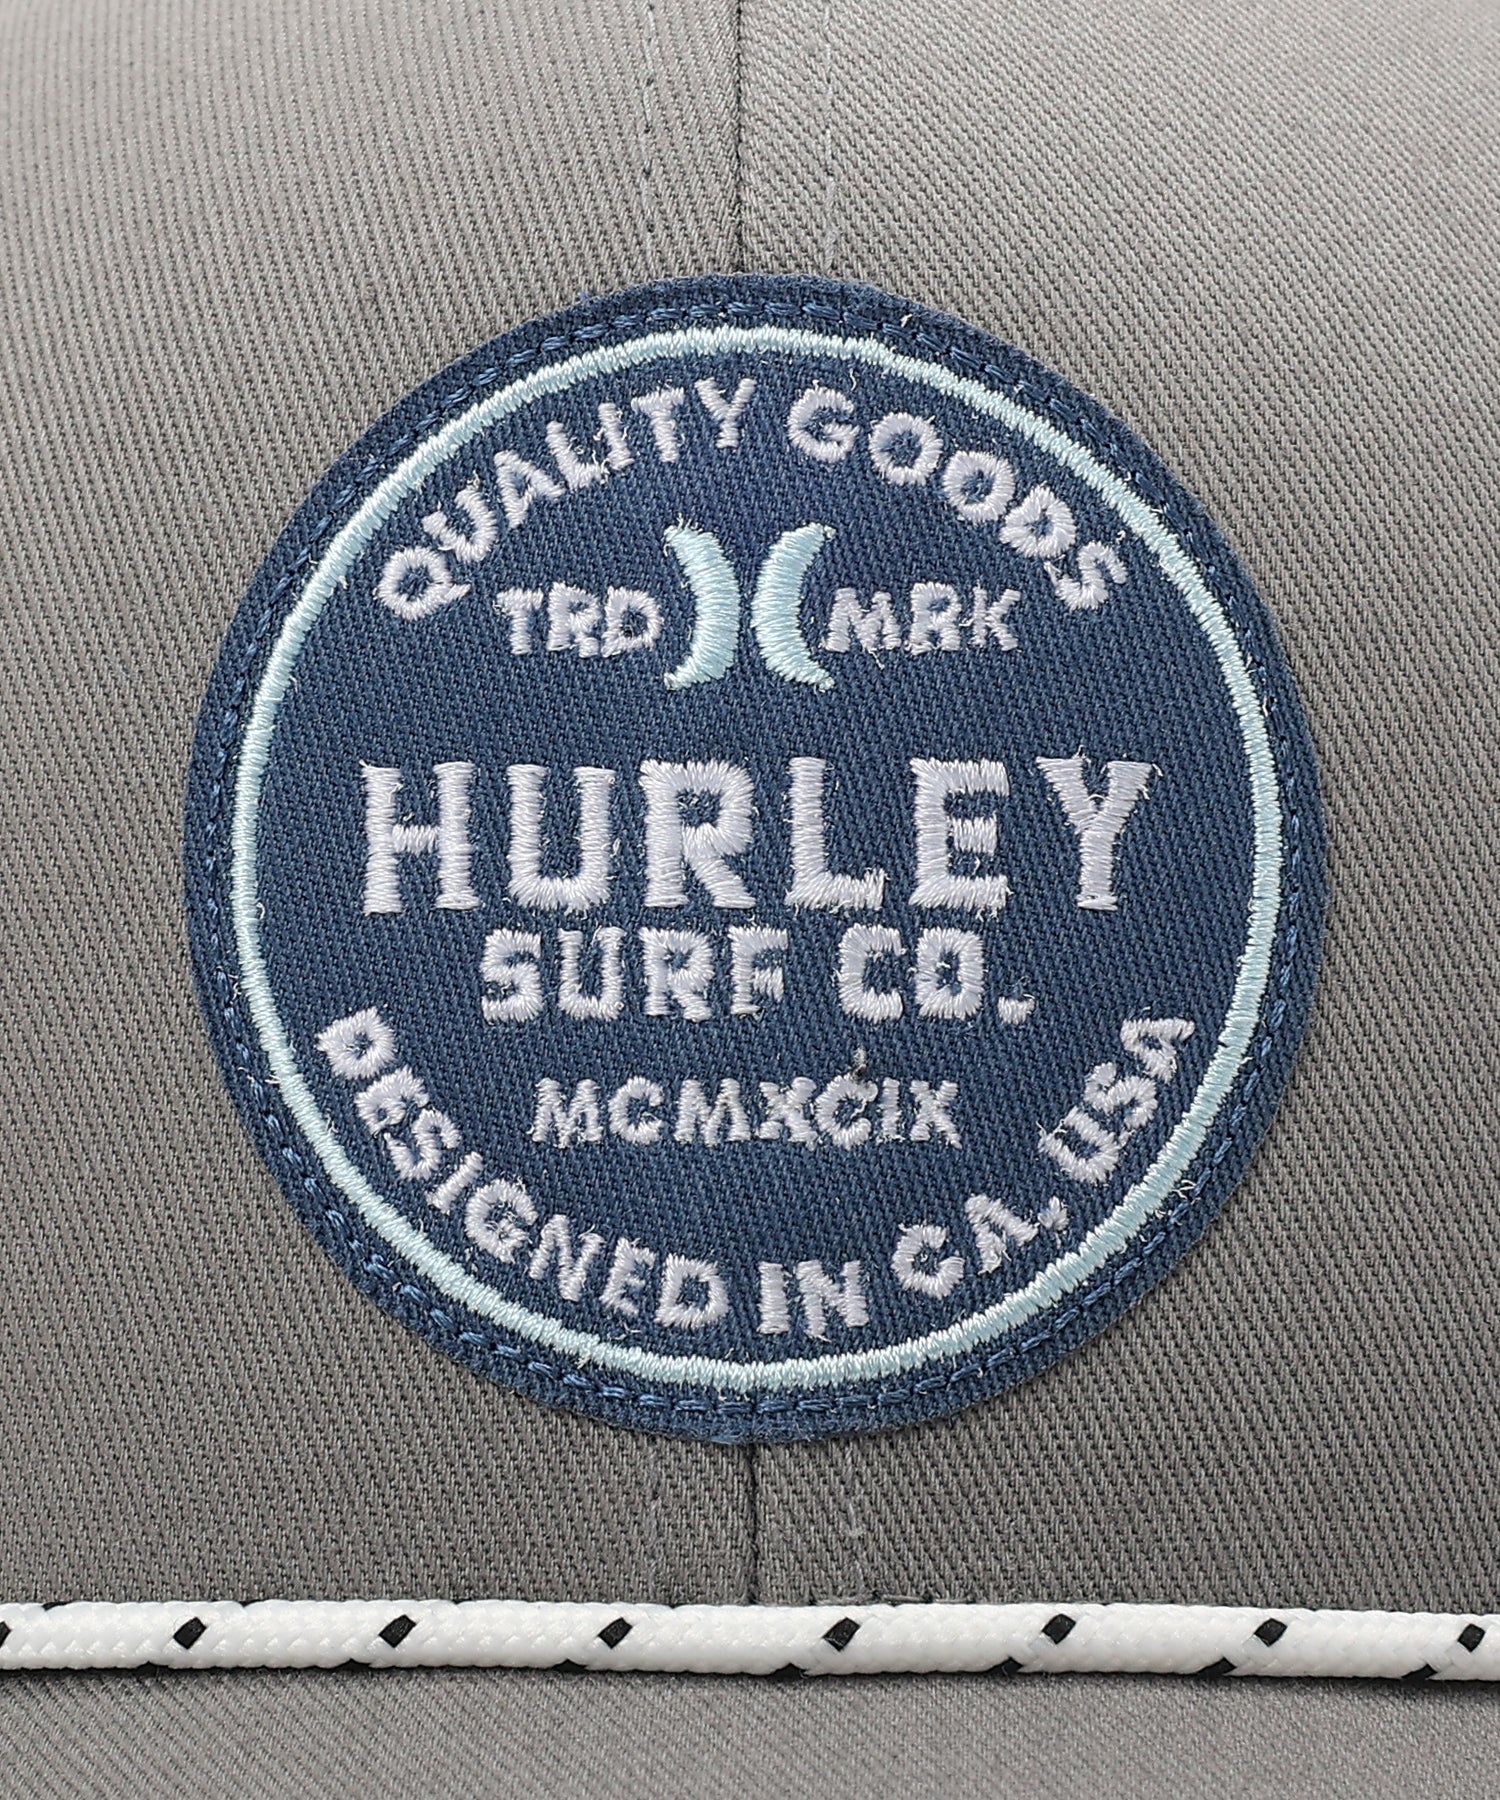 QUALITY GOODS
TRD MRK
HURLEY
SURF CO.
MCMXCIX
DESIGNED IN CA, USA